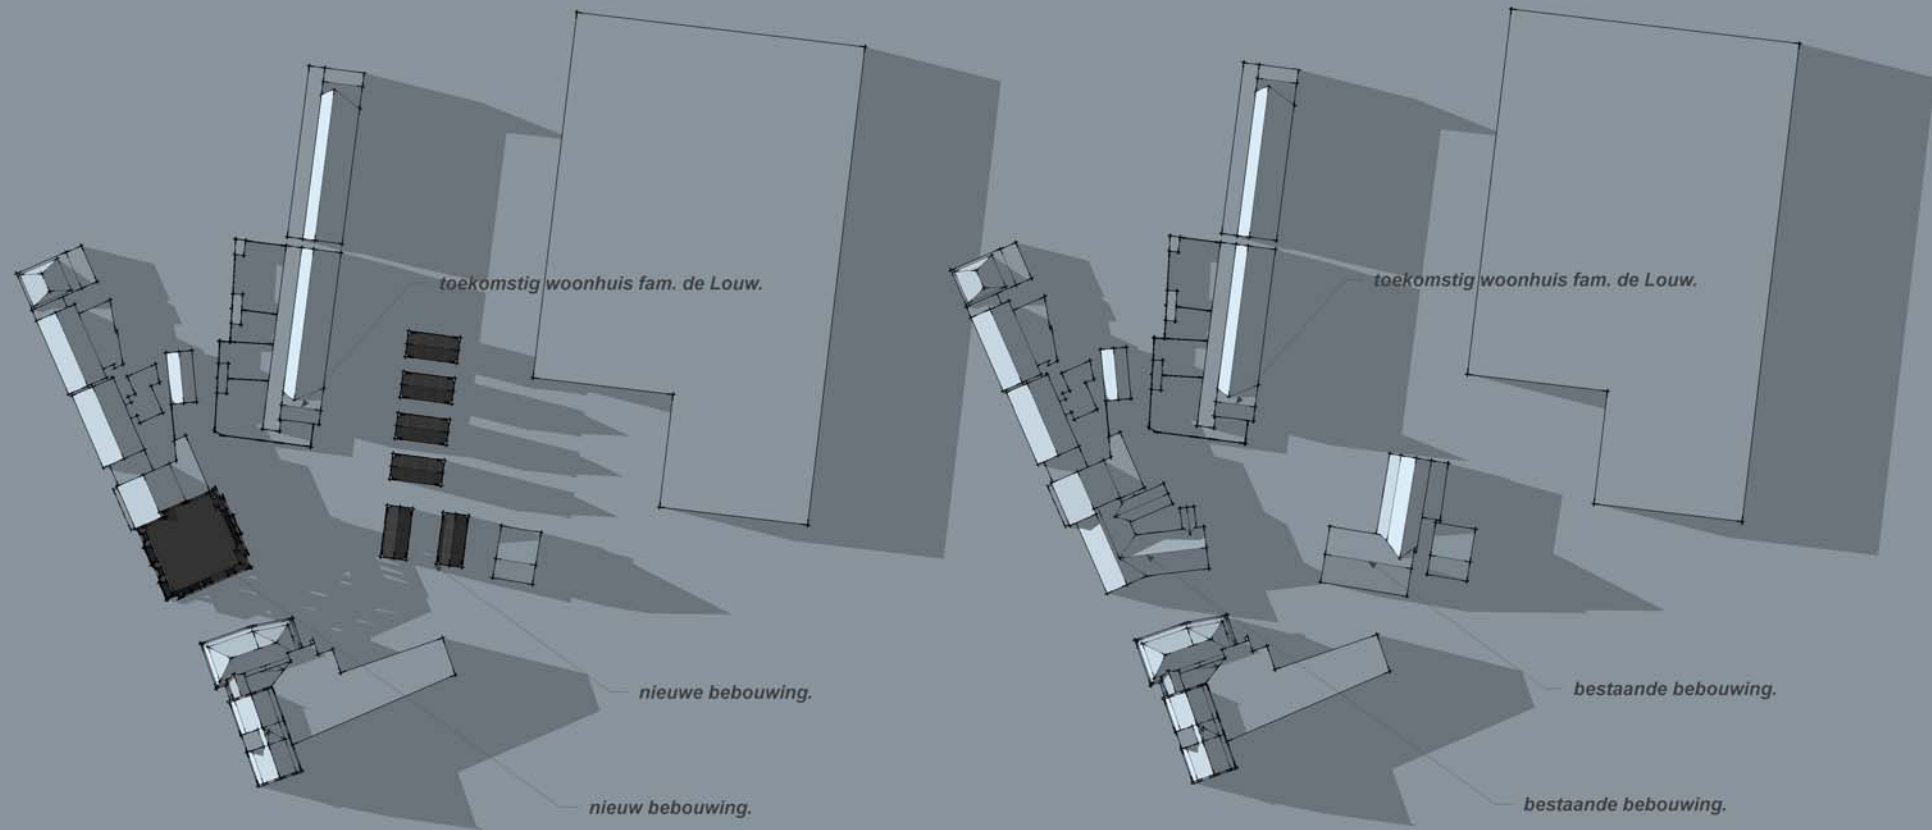 toekomstig woonhuis fam. de Louw.
nieuwe bebouwing.
nieuw bebouwing.
toekomstig woonhuis fam. de Louw.
bestaande bebouwing.
bestaande bebouwing.